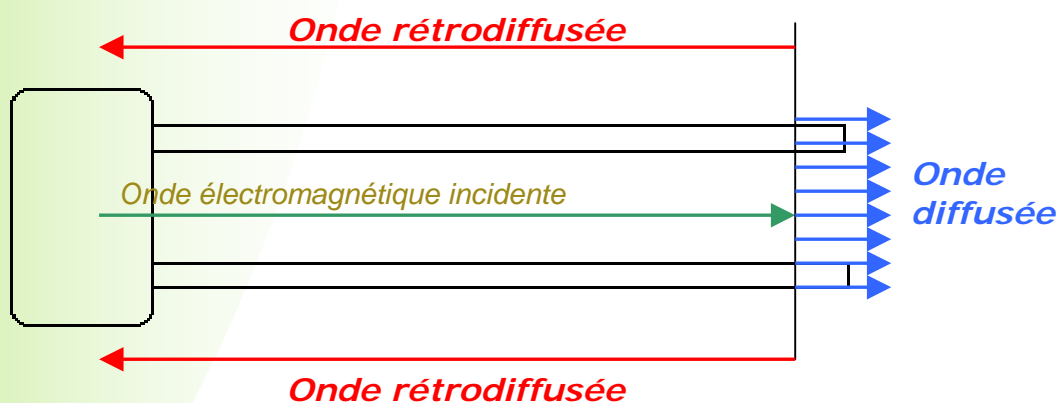 Onde rétrodiffusée
Onde électromagnétique incidente
Onde
diffusée
Onde rétrodiffusée